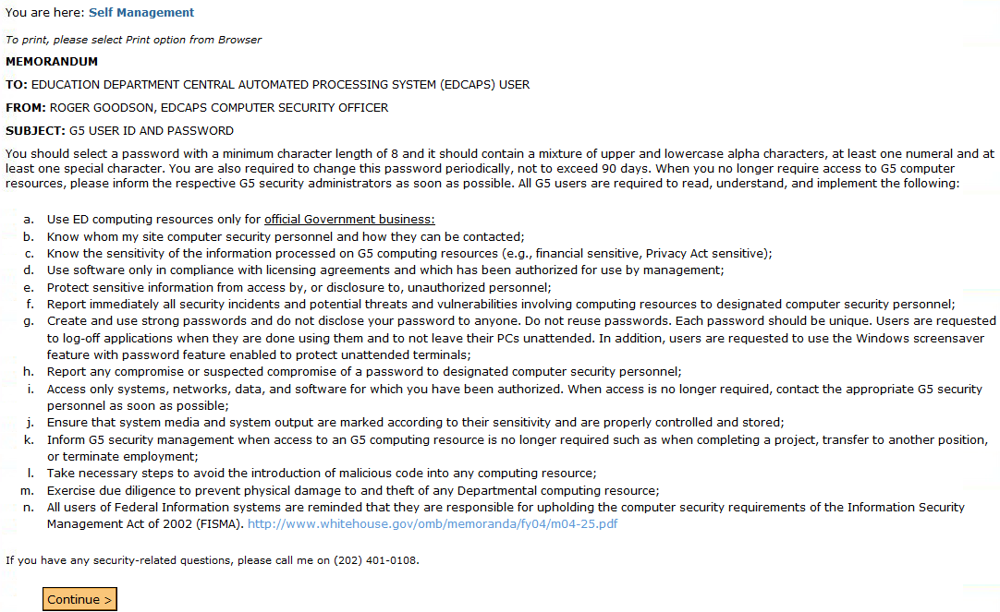 You are here: Self Management
To print, please select Print option from Browser
MEMORANDUM
TO: EDUCATION DEPARTMENT CENTRAL AUTOMATED PROCESSING SYSTEM (EDCAPS) USER
FROM: ROGER GOODSON, EDCAPS COMPUTER SECURITY OFFICER
SUBJECT: G5 USER ID AND PASSWORD
You should select a password with a minimum character length of 8 and it should contain a mixture of upper and lowercase alpha characters, at least one numeral and at
least one special character. You are also required to change this password periodically, not to exceed 90 days. When you no longer require access to G5 computer
resources, please inform the respective G5 security administrators as soon as possible. All G5 users are required to read, understand, and implement the following:
a. Use ED computing resources only for official Government business;
b. Know whom my site computer security personnel and how they can be contacted;
c. Know the sensitivity of the information processed on G5 computing resources (e.g., financial sensitive, Privacy Act sensitive);
d. Use software only in compliance with licensing agreements and which has been authorized for use by management;
e. Protect sensitive information from access by, or disclosure to, unauthorized personnel;
f. Report immediately all security incidents and potential threats and vulnerabilities involving computing resources to designated computer security personnel;
g. Create and use strong passwords and do not disclose your password to anyone. Do not reuse passwords. Each password should be unique. Users are requested
to log-off applications when they are done using them and to not leave their PCs unattended. In addition, users are requested to use the Windows screensaver
feature with password feature enabled to protect unattended terminals;
h. Report any compromise or suspected compromise of a password to designated computer security personnel;
i. Access only systems, networks, data, and software for which you have been authorized. When access is no longer required, contact the appropriate G5 security
personnel as soon as possible;
j. Ensure that system media and system output are marked according to their sensitivity and are properly controlled and stored;
k. Inform G5 security management when access to an G5 computing resource is no longer required such as when completing a project, transfer to another position,
or terminate employment;
l. Take necessary steps to avoid the introduction of malicious code into any computing resource;
m. Exercise due diligence to prevent physical damage to and theft of any Departmental computing resource;
n. All users of Federal Information systems are reminded that they are responsible for upholding the computer security requirements of the Information Security
Management Act of 2002 (FISMA). http://www.whitehouse.gov/omb/memoranda/fy04/m04-25.pdf
If you have any security-related questions, please call me on (202) 401-0108.
Continue >